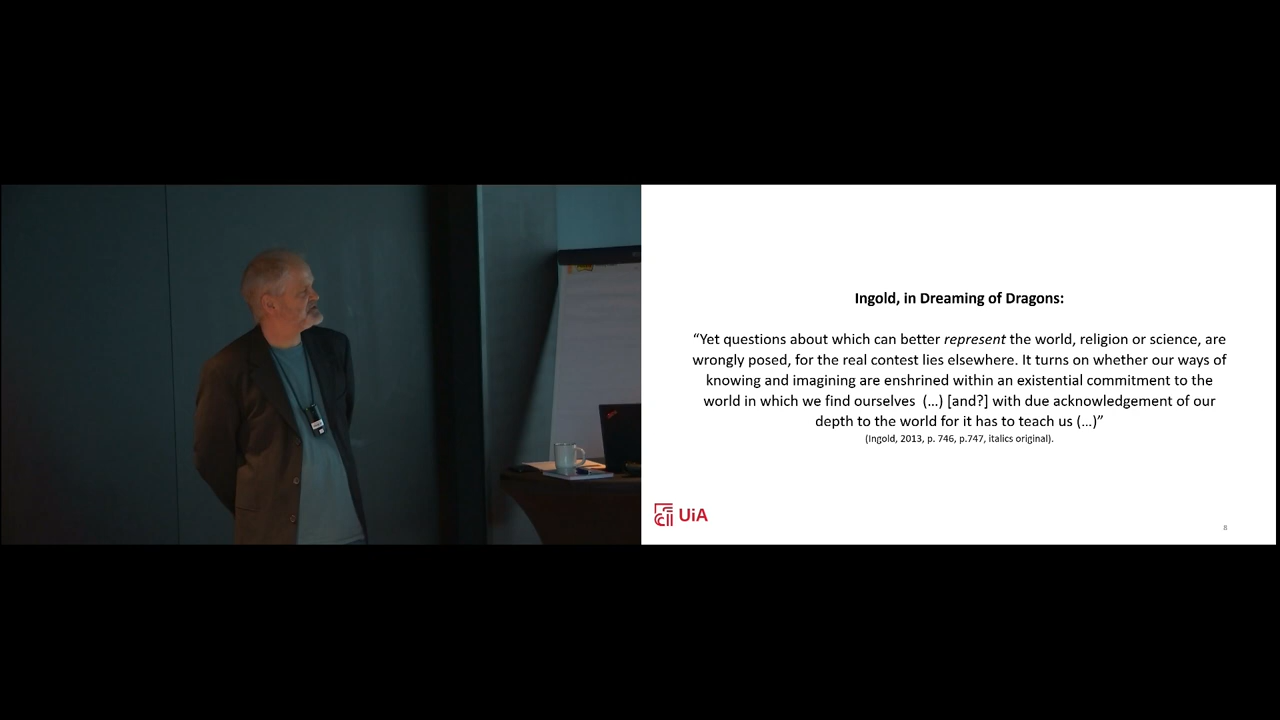 Ingold, in Dreaming of Dragons:
“Yet questions about which can better represent the world, religion or science, are
wrongly posed, for the real contest lies elsewhere. It turns on whether our ways of
knowing and imagining are enshrined within an existential commitment to the
world in which we find ourselves (...) [and?] with due acknowledgement of our
depth to the world for it has to teach us (...)”
(Ingold, 2013, p. 746, p.747, italics original).
UiA
8